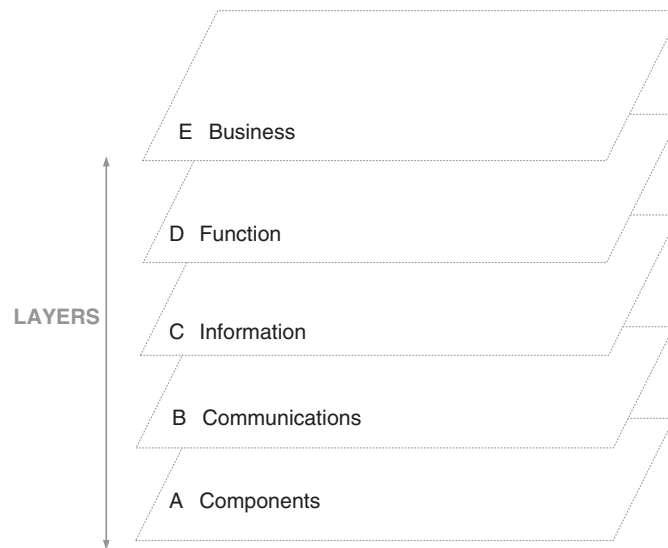 E Business
D Function
C Information
LAYERS
B Communications
A Components